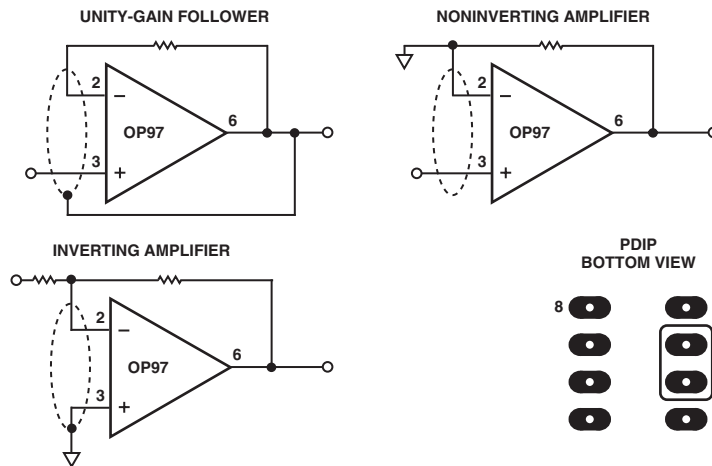 UNITY-GAIN FOLLOWER
2
OP97
6
3
NONINVERTING AMPLIFIER
2
OP97
6
3
INVERTING AMPLIFIER
2
OP97
6
3
PDIP
BOTTOM VIEW
8